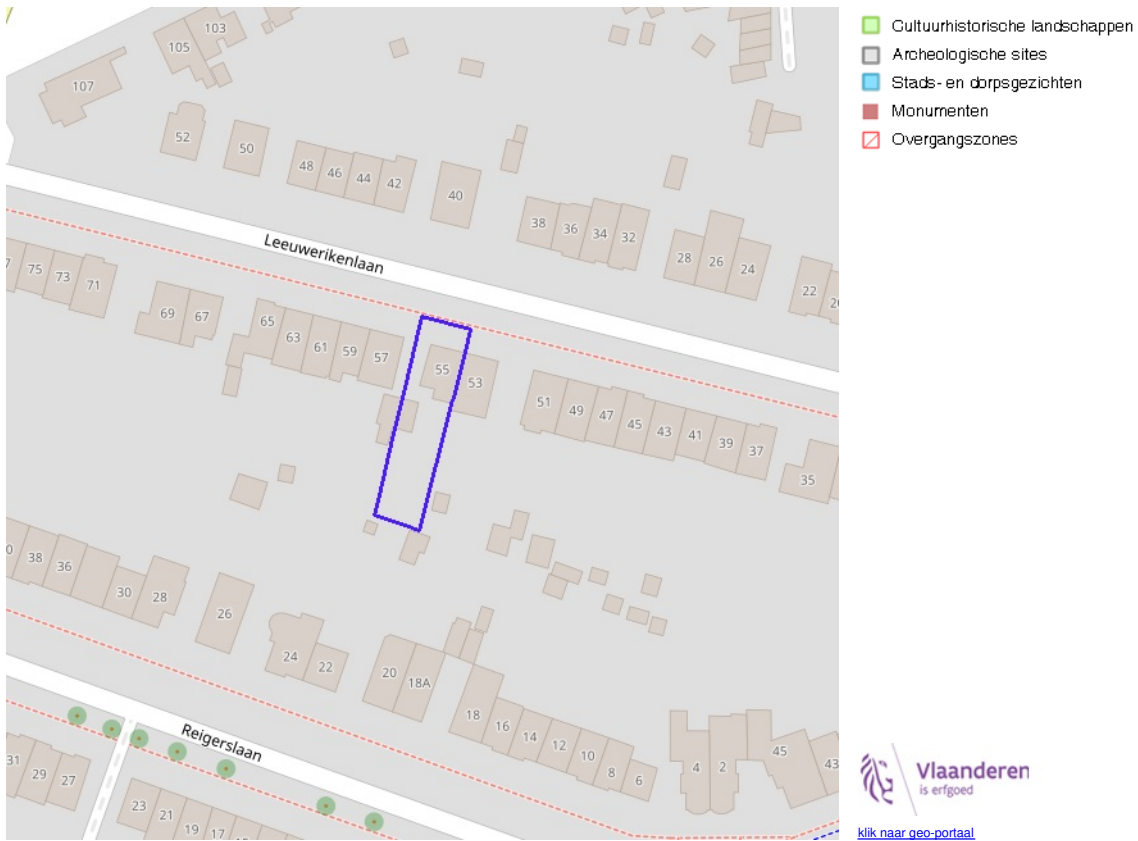 103
105
107
52
50
48 46 44 42
40
38 36 34 32
28 26 24
22
Leeuwerikenlaan
75 73 71
69 67
65 63 61 59 57
55 53
51 49 47 45 43 41 39 37
35
38 36 30 28
26
24 22
20 18A
18 16 14 12 10 8 6
4 2
45
43
Reigerslaan
31 29 27
23 21 19 17
Cultuurhistorische landschappen
Archeologische sites
Stads- en dorpsgezichten
Monumenten
Overgangszones
Vlaanderen
is erfgoed
klik naar geo-portaal